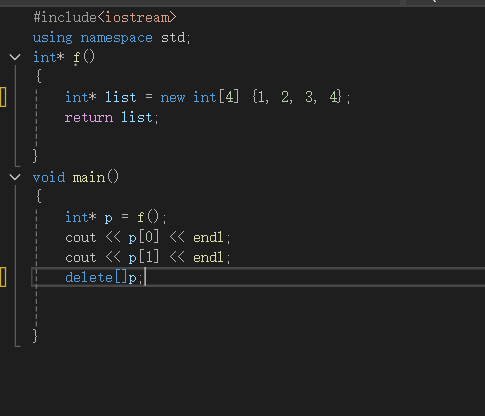 #include<iostream>
using namespace std;
int* f()
{
int* list = new int[4] {1, 2, 3, 4};
return list;
}
void main()
{
int* p = f();
cout << p[0] << endl;
cout << p[1] << endl;
delete[]p;
}